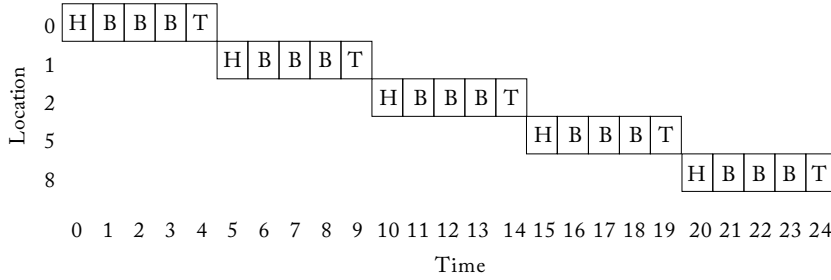 0 H B B B T
1 H B B B T
2 H B B B T
5 H B B B T
8 H B B B T
Location
0 1 2 3 4 5 6 7 8 9 10 11 12 13 14 15 16 17 18 19 20 21 22 23 24
Time